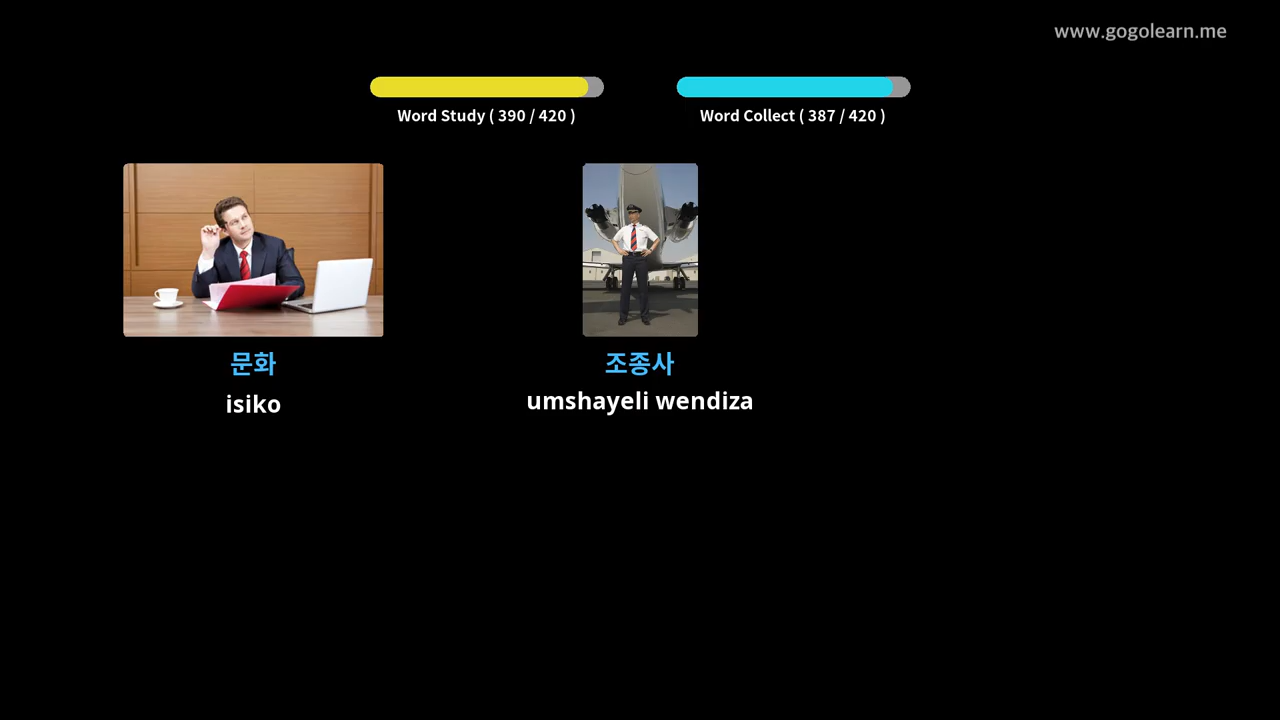 www.gogolearn.me
Word Study ( 390 / 420 )
Word Collect ( 387 / 420 )
문화
isiko
조종사
umshayeli wendiza